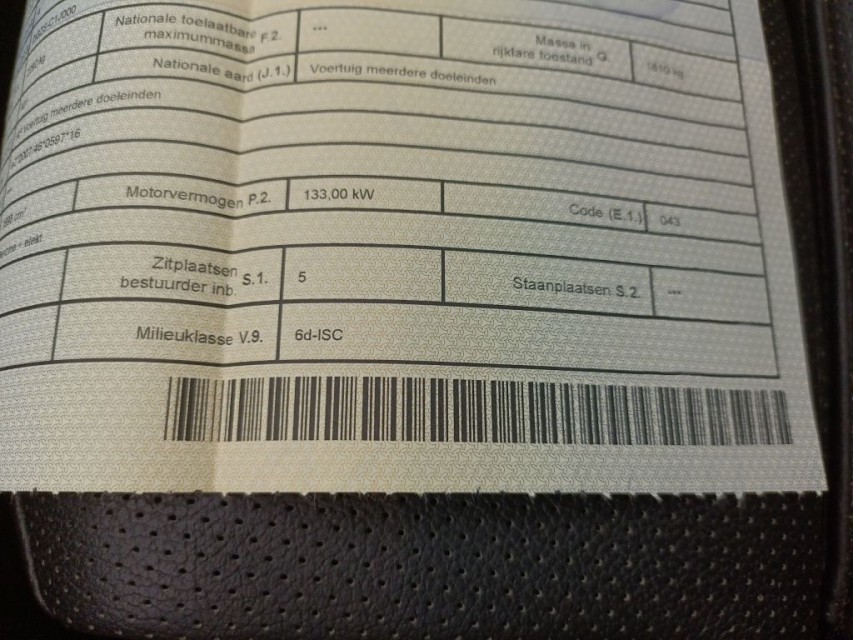 Nationale toelaatbare F.2. ---
maximummassa
Massa in G.
rijklare toestand
Nationale aard (J.1.) Voertuig meerdere doeleinden
Voertuig meerdere doeleinden
Motorvermogen P.2. 133,00 kW Code (E.1.) 043
Zitplaatsen S.1. 5 Staanplaatsen S.2. ---
bestuurder inb.
Milieuklasse V.9. 6d-ISC